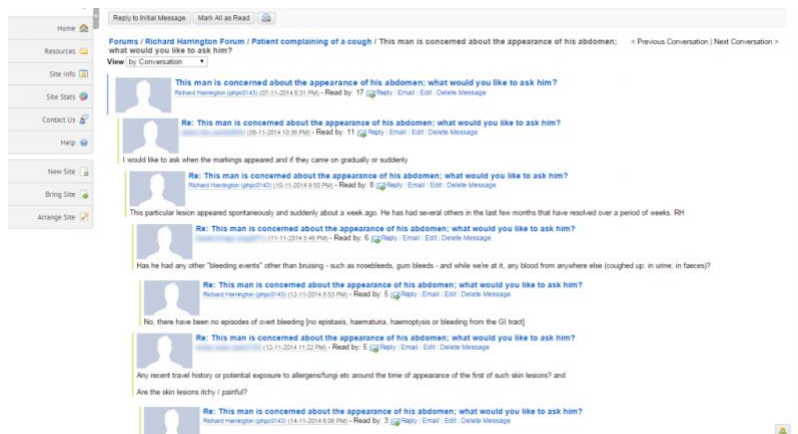 Home
Resources
Site Info
Site Stats
Contact Us
Help
New Site
Bring Site
Arrange Site
Reply to Initial Message Mark All as Read
Forums / Richard Harrington Forum / Patient complaining of a cough / This man is concerned about the appearance of his abdomen;
what would you like to ask him?
< Previous Conversation | Next Conversation >
View by Conversation
This man is concerned about the appearance of his abdomen; what would you like to ask him?
Richard Harrington (phpc0143) (07-11-2014 6:31 PM) - Read by: 17 Reply Email Edit Delete Message
Re: This man is concerned about the appearance of his abdomen; what would you like to ask him?
(08-11-2014 10:36 PM) - Read by: 11 Reply Email Edit Delete Message
I would like to ask when the markings appeared and if they came on gradually or suddenly
Re: This man is concerned about the appearance of his abdomen; what would you like to ask him?
Richard Harrington (phpc0143) (10-11-2014 9:50 PM) - Read by: 8 Reply Email Edit Delete Message
This particular lesion appeared spontaneously and suddenly about a week ago. He has had several others in the last few months that have resolved over a period of weeks. RH
Re: This man is concerned about the appearance of his abdomen; what would you like to ask him?
(11-11-2014 5:48 PM) - Read by: 6 Reply Email Edit Delete Message
Has he had any other "bleeding events" other than bruising - such as nosebleeds, gum bleeds - and while we're at it, any blood from anywhere else (coughed up; in urine; in faeces)?
Re: This man is concerned about the appearance of his abdomen; what would you like to ask him?
Richard Harrington (phpc0143) (12-11-2014 8:53 PM) - Read by: 5 Reply Email Edit Delete Message
No, there have been no episodes of overt bleeding [no epistaxis, haematuria, haemoptysis or bleeding from the GI tract]
Re: This man is concerned about the appearance of his abdomen; what would you like to ask him?
(12-11-2014 11:22 PM) - Read by: 5 Reply Email Edit Delete Message
Any recent travel history or potential exposure to allergens/fungi etc around the time of appearance of the first of such skin lesions? and
Are the skin lesions itchy / painful?
Re: This man is concerned about the appearance of his abdomen; what would you like to ask him?
Richard Harrington (phpc0143) (14-11-2014 6:08 PM) - Read by: 3 Reply Email Edit Delete Message